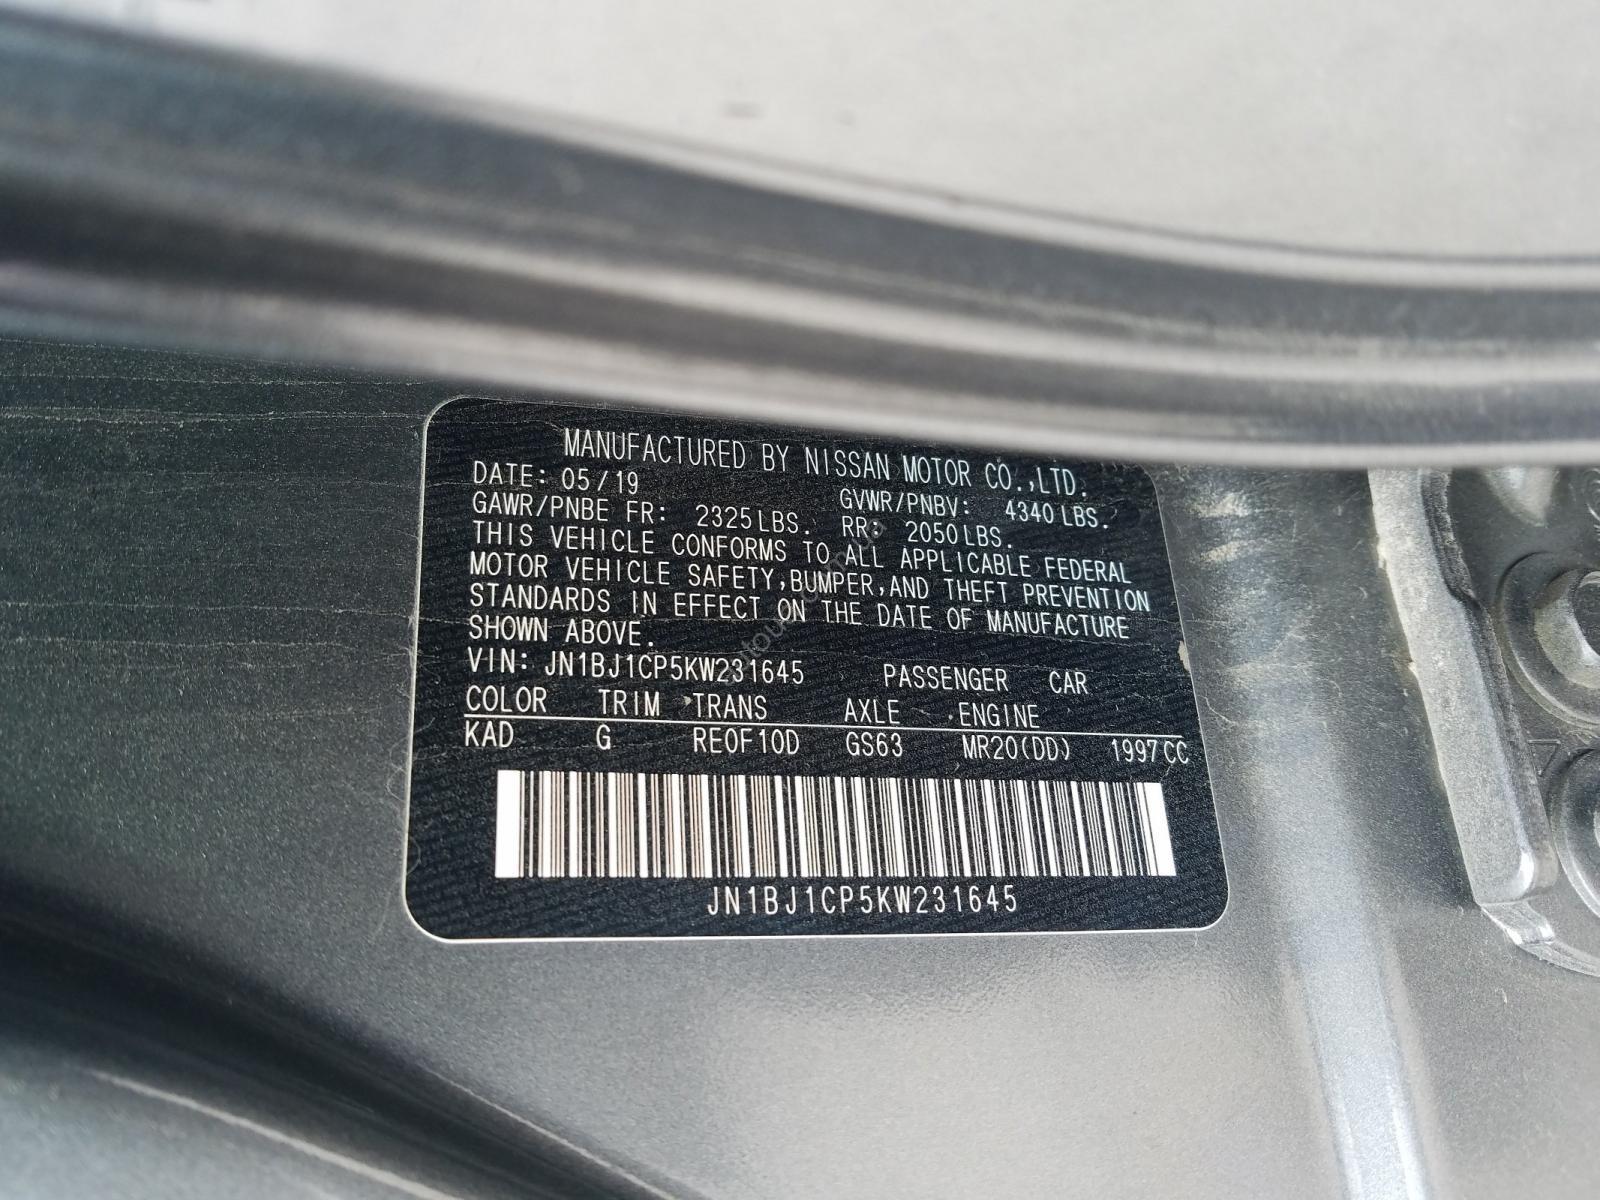 MANUFACTURED BY NISSAN MOTOR CO.,LTD.
DATE: 05/19
GAWR/PNBE FR: 2325LBS. GVWR/PNBV: 4340LBS.
RR: 2050LBS.
THIS VEHICLE CONFORMS TO ALL APPLICABLE FEDERAL
MOTOR VEHICLE SAFETY,BUMPER,AND THEFT PREVENTION
STANDARDS IN EFFECT ON THE DATE OF MANUFACTURE
SHOWN ABOVE.
VIN: JN1BJ1CP5KW231645 PASSENGER CAR
COLOR TRIM TRANS AXLE ENGINE
KAD G RE0F10D GS63 MR20(DD) 1997CC
JN1BJ1CP5KW231645